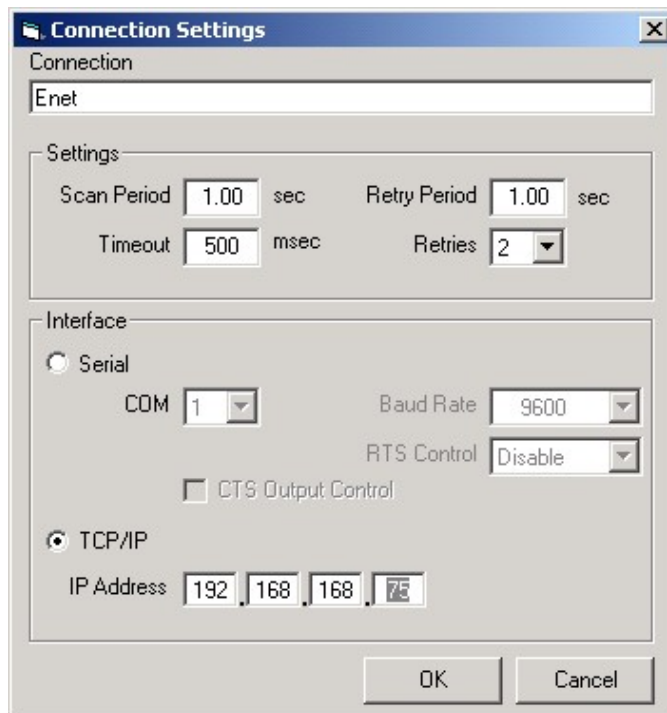 Connection Settings
Connection
Enet
Settings
Scan Period 1.00 sec Retry Period 1.00 sec
Timeout 500 msec Retries 2
Interface
Serial
COM 1 Baud Rate 9600
RTS Control Disable
CTS Output Control
TCP/IP
IP Address 192 . 168 . 168 . 75
OK Cancel